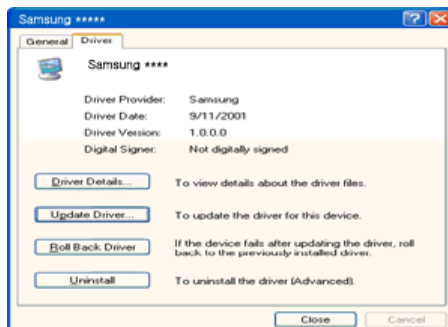 Samsung *****
General Driver
Samsung ****
Driver Provider: Samsung
Driver Date: 9/11/2001
Driver Version: 1.0.0.0
Digital Signer: Not digitally signed
Driver Details... To view details about the driver files.
Update Driver... To update the driver for this device.
Roll Back Driver If the device fails after updating the driver, roll
back to the previously installed driver.
Uninstall To uninstall the driver (Advanced).
Close Cancel